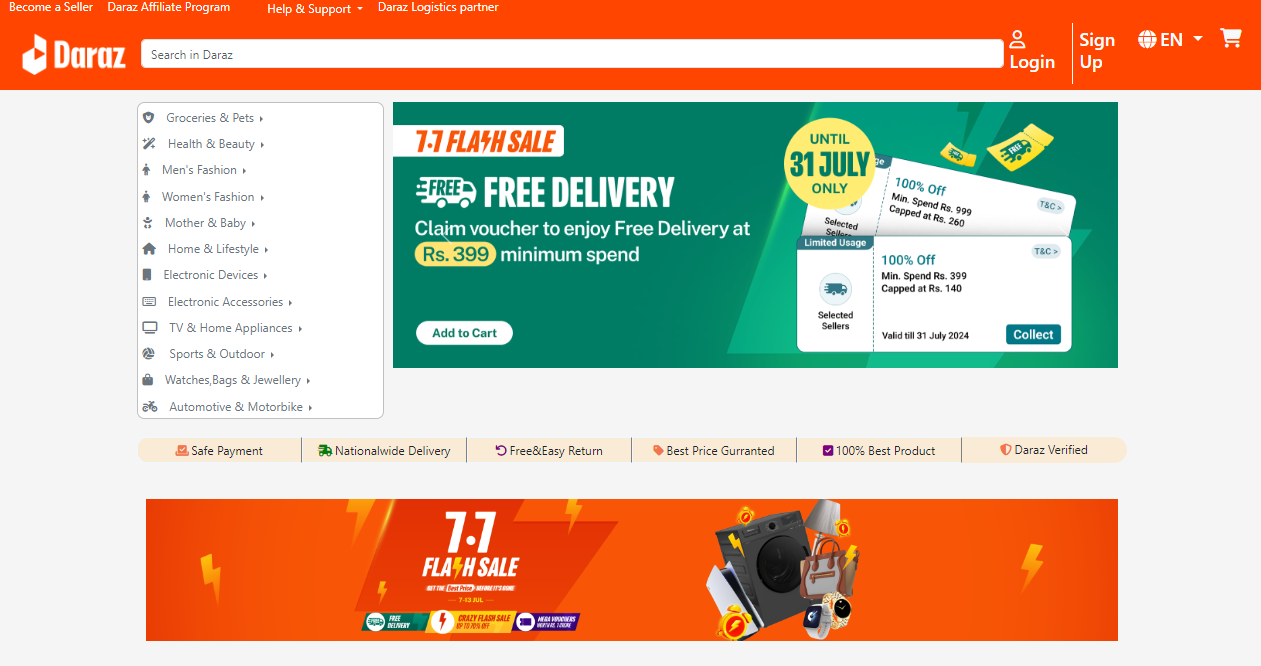 Become a Seller
Daraz Affiliate Program
Help & Support
Daraz Logistics partner
Daraz
Search in Daraz
Login
Sign
Up
EN
Groceries & Pets
Health & Beauty
Men's Fashion
Women's Fashion
Mother & Baby
Home & Lifestyle
Electronic Devices
Electronic Accessories
TV & Home Appliances
Sports & Outdoor
Watches,Bags & Jewellery
Automotive & Motorbike
7.7 FLASH SALE
FREE FREE DELIVERY
Claim voucher to enjoy Free Delivery at
Rs. 399 minimum spend
Add to Cart
UNTIL
31 JULY
ONLY
FREE
100% Off
Min. Spend Rs. 999
Capped at Rs. 260
T&C >
Selected
Sellers
Limited Usage
100% Off
Min. Spend Rs. 399
Capped at Rs. 140
T&C >
Selected
Sellers
Valid till 31 July 2024
Collect
Safe Payment
Nationalwide Delivery
Free&Easy Return
Best Price Gurranted
100% Best Product
Daraz Verified
7.7
FLASH SALE
GET THE Best Price BEFORE IT'S GONE
7-13 JUL
FREE
DELIVERY
CRAZY FLASH SALE
UP TO 70% OFF
MEGA VOUCHERS